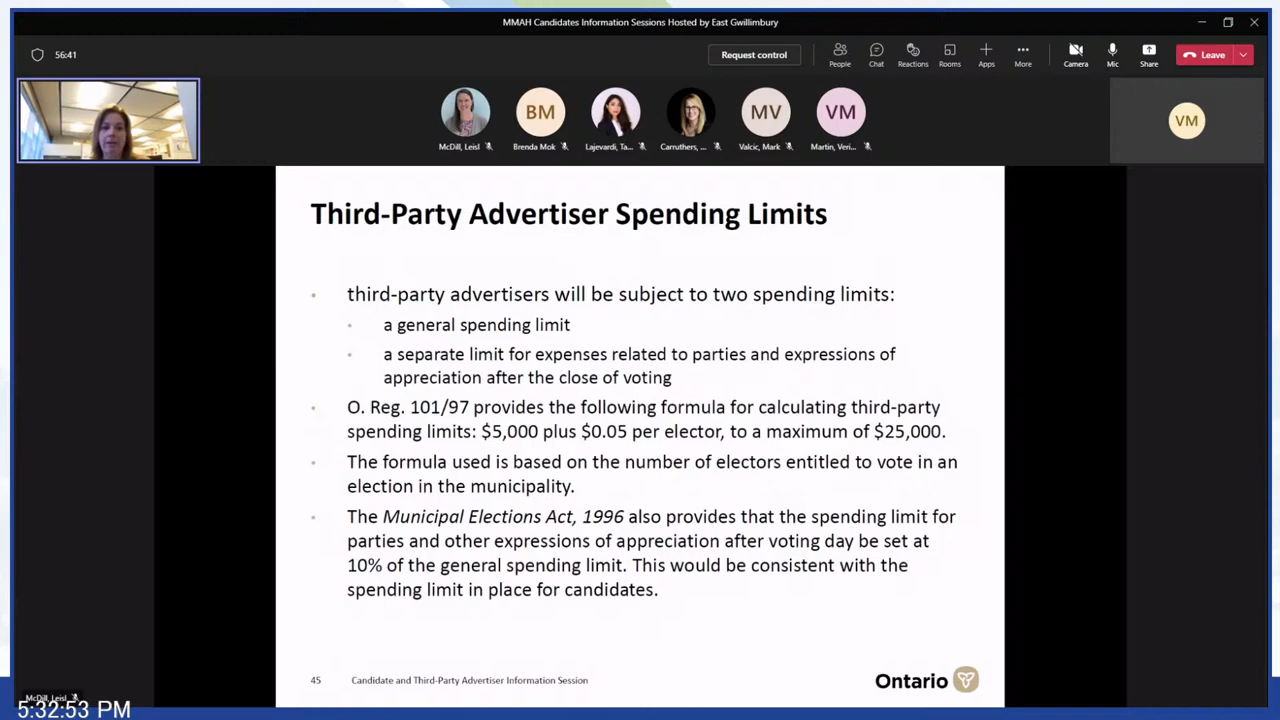 MMAH Candidates Information Sessions Hosted by East Gwillimbury
56:41
Request control
People
Chat
Reactions
Rooms
Apps
More
Camera
Mic
Share
Leave
BM
MV
VM
VM
McDill, Leisl
Brenda Mok
Lajevardi, Ta...
Carruthers, ...
Valcic, Mark
Martin, Veri...
Third-Party Advertiser Spending Limits
• third-party advertisers will be subject to two spending limits:
• a general spending limit
• a separate limit for expenses related to parties and expressions of
appreciation after the close of voting
• O. Reg. 101/97 provides the following formula for calculating third-party
spending limits: $5,000 plus $0.05 per elector, to a maximum of $25,000.
• The formula used is based on the number of electors entitled to vote in an
election in the municipality.
• The Municipal Elections Act, 1996 also provides that the spending limit for
parties and other expressions of appreciation after voting day be set at
10% of the general spending limit. This would be consistent with the
spending limit in place for candidates.
45
Candidate and Third-Party Advertiser Information Session
Ontario
McDill, Leisl
5:32:53 PM